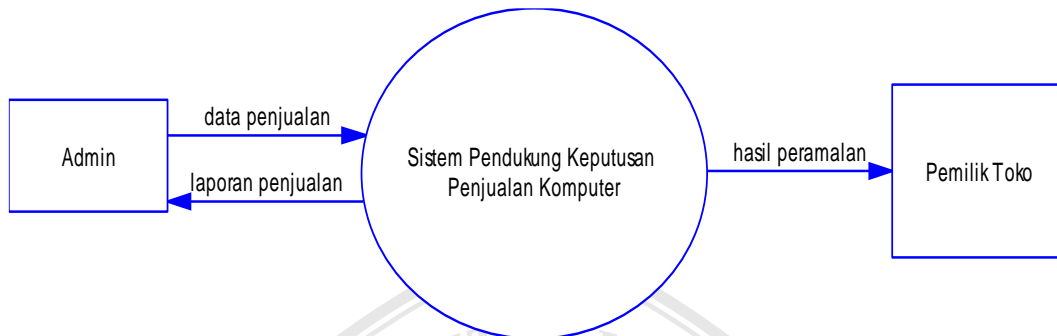 Admin
data penjualan
laporan penjualan
Sistem Pendukung Keputusan
Penjualan Komputer
hasil peramalan
Pemilik Toko